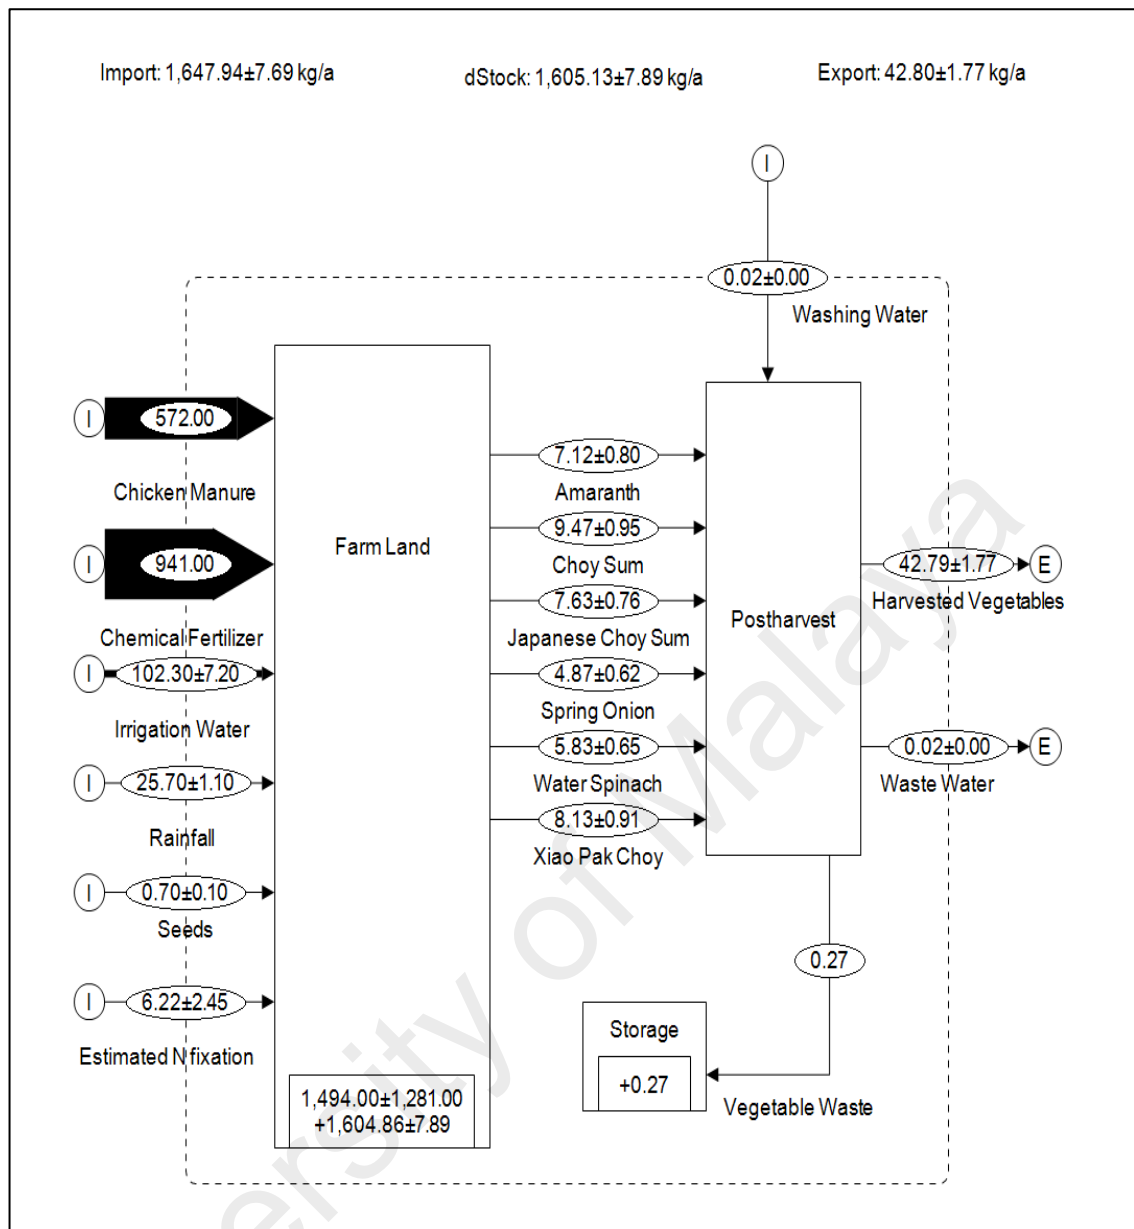 Import: 1,647.94±7.69 kg/a
dStock: 1,605.13±7.89 kg/a
Export: 42.80±1.77 kg/a
I
0.02±0.00
Washing Water
I
572.00
Chicken Manure
I
941.00
Chemical Fertilizer
I
102.30±7.20
Irrigation Water
I
25.70±1.10
Rainfall
I
0.70±0.10
Seeds
I
6.22±2.45
Estimated N fixation
Farm Land
1,494.00±1,281.00
+1,604.86±7.89
7.12±0.80
Amaranth
9.47±0.95
Choy Sum
7.63±0.76
Japanese Choy Sum
4.87±0.62
Spring Onion
5.83±0.65
Water Spinach
8.13±0.91
Xiao Pak Choy
Postharvest
42.79±1.77
E
Harvested Vegetables
0.02±0.00
E
Waste Water
0.27
Storage
+0.27
Vegetable Waste
ersity of Malaya